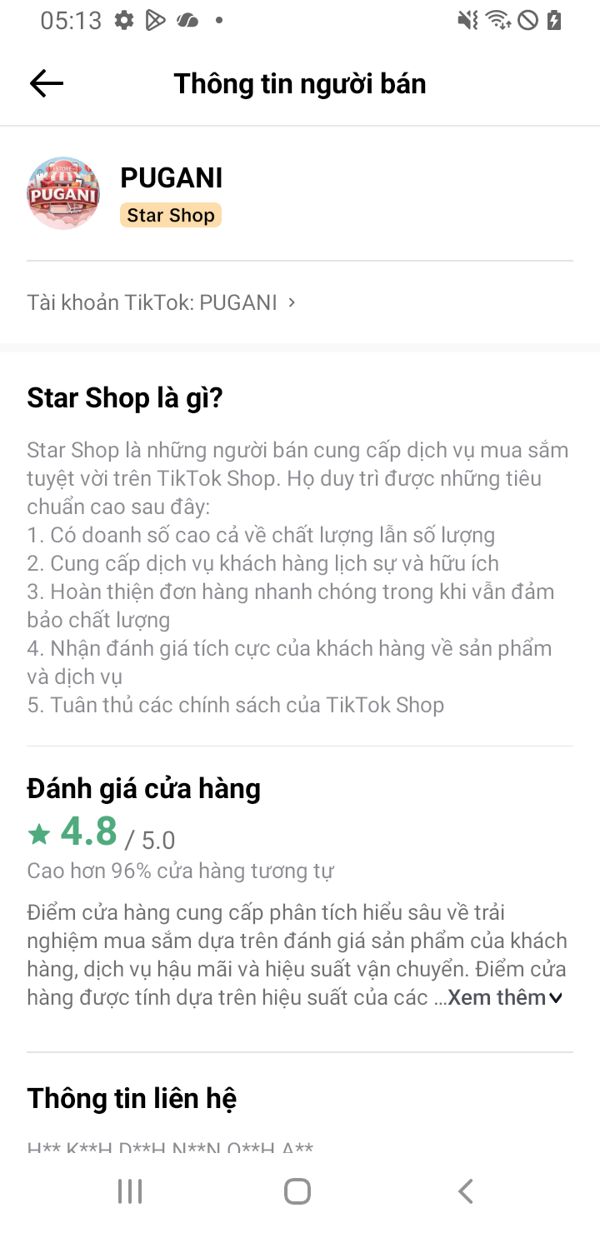 05:13
Thông tin người bán
PUGANI
PUGANI
Star Shop
Tài khoản TikTok: PUGANI >
Star Shop là gì?
Star Shop là những người bán cung cấp dịch vụ mua sắm
tuyệt vời trên TikTok Shop. Họ duy trì được những tiêu
chuẩn cao sau đây:
1. Có doanh số cao cả về chất lượng lẫn số lượng
2. Cung cấp dịch vụ khách hàng lịch sự và hữu ích
3. Hoàn thiện đơn hàng nhanh chóng trong khi vẫn đảm
bảo chất lượng
4. Nhận đánh giá tích cực của khách hàng về sản phẩm
và dịch vụ
5. Tuân thủ các chính sách của TikTok Shop
Đánh giá cửa hàng
4.8 / 5.0
Cao hơn 96% cửa hàng tương tự
Điểm cửa hàng cung cấp phân tích hiểu sâu về trải
nghiệm mua sắm dựa trên đánh giá sản phẩm của khách
hàng, dịch vụ hậu mãi và hiệu suất vận chuyển. Điểm cửa
hàng được tính dựa trên hiệu suất của các ...Xem thêm
Thông tin liên hệ
H** K**H D**H N**N Q**H A**